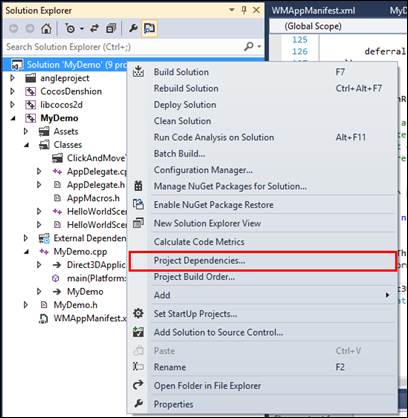 Solution Explorer
WMAppManifest.xml
MyDemo
(Global Scope)
Search Solution Explorer (Ctrl+;)
Solution 'MyDemo' (9
angleproject
CocosDenshion
libcocos2d
MyDemo
Assets
Classes
ClickAndMoveT
AppDelegate.cp
AppDelegate.h
AppMacros.h
HelloWorldScen
HelloWorldScen
External Dependen
MyDemo.cpp
Direct3DApplic
main(Platform:
MyDemo
MyDemo.h
WMAppManifest.x
125
126
deferral
Build Solution F7
Rebuild Solution Ctrl+Alt+F7
Deploy Solution
Clean Solution
Run Code Analysis on Solution Alt+F11
Batch Build...
Configuration Manager...
Manage NuGet Packages for Solution...
Enable NuGet Package Restore
New Solution Explorer View
Calculate Code Metrics
Project Dependencies...
Project Build Order...
Add
Set StartUp Projects...
Add Solution to Source Control...
Paste Ctrl+V
Rename F2
Open Folder in File Explorer
Properties